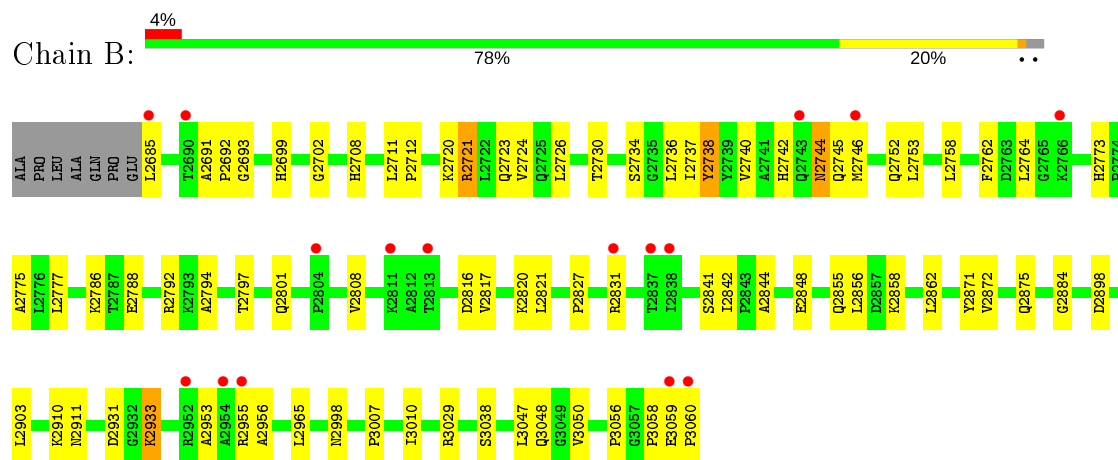 4%
Chain B:
78%
20%
ALA PRO LEU ALA GLN PRO GLU L2685 T2690 A2691 P2692 G2693 H2699 G2702 H2708 L2711 P2712 K2720 R2721 L2722 Q2723 V2724 Q2725 L2726 T2730 S2734 G2735 L2736 I2737 Y2738 Y2739 V2740 A2741 H2742 Q2743 N2744 Q2745 M2746 Q2752 L2753 L2758 F2762 D2763 L2764 G2765 K2766 H2773
A2775 L2776 L2777 K2786 T2787 E2788 R2792 K2793 A2794 T2797 Q2801 P2804 V2808 K2811 A2812 T2813 D2816 V2817 K2820 L2821 P2827 R2831 T2837 I2838 S2841 I2842 P2843 A2844 E2848 Q2855 L2856 D2857 K2858 L2862 Y2871 V2872 Q2875 G2884 D2898
L2903 K2910 N2911 D2931 G2932 K2933 R2952 A2953 A2954 R2955 A2956 L2965 N2998 P3007 I3010 R3029 S3038 L3047 Q3048 G3049 V3050 P3056 G3057 P3058 E3059 P3060